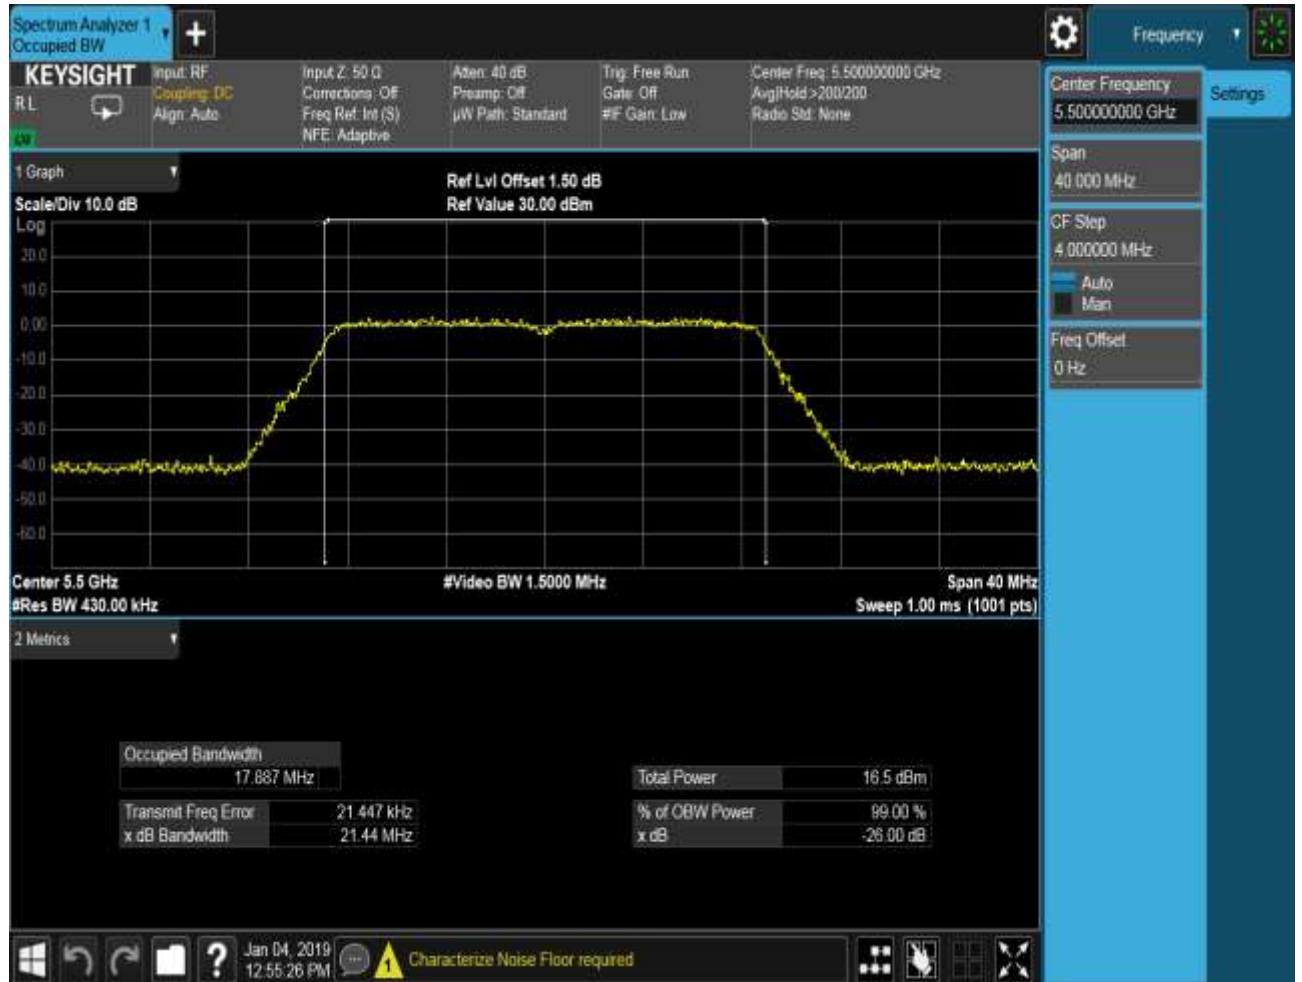 Spectrum Analyzer 1
Occupied BW
Frequency
KEYSIGHT
Input: RF
Input Z: 50 Ω
Atten: 40 dB
Trig: Free Run
Center Freq: 5.500000000 GHz
RL
Coupling: DC
Corrections: Off
Preamp: Off
Gate: Off
Avg|Hold:>200/200
Align: Auto
Freq Ref: Int (S)
µW Path: Standard
#IF Gain: Low
Radio Std: None
NFE: Adaptive
Center Frequency
5.500000000 GHz
Settings
Span
40.000 MHz
CF Step
4.000000 MHz
Auto
Man
Freq Offset
0 Hz
1 Graph
Ref Lvl Offset 1.50 dB
Scale/Div 10.0 dB
Ref Value 30.00 dBm
Log
20.0
10.0
0.00
-10.0
-20.0
-30.0
-40.0
-50.0
-60.0
Center 5.5 GHz
#Video BW 1.5000 MHz
Span 40 MHz
#Res BW 430.00 kHz
Sweep 1.00 ms (1001 pts)
2 Metrics
Occupied Bandwidth
17.887 MHz
Total Power
16.5 dBm
Transmit Freq Error
21.447 kHz
% of OBW Power
99.00 %
x dB Bandwidth
21.44 MHz
x dB
-26.00 dB
?
Jan 04, 2019
12:55:26 PM
1
Characterize Noise Floor required